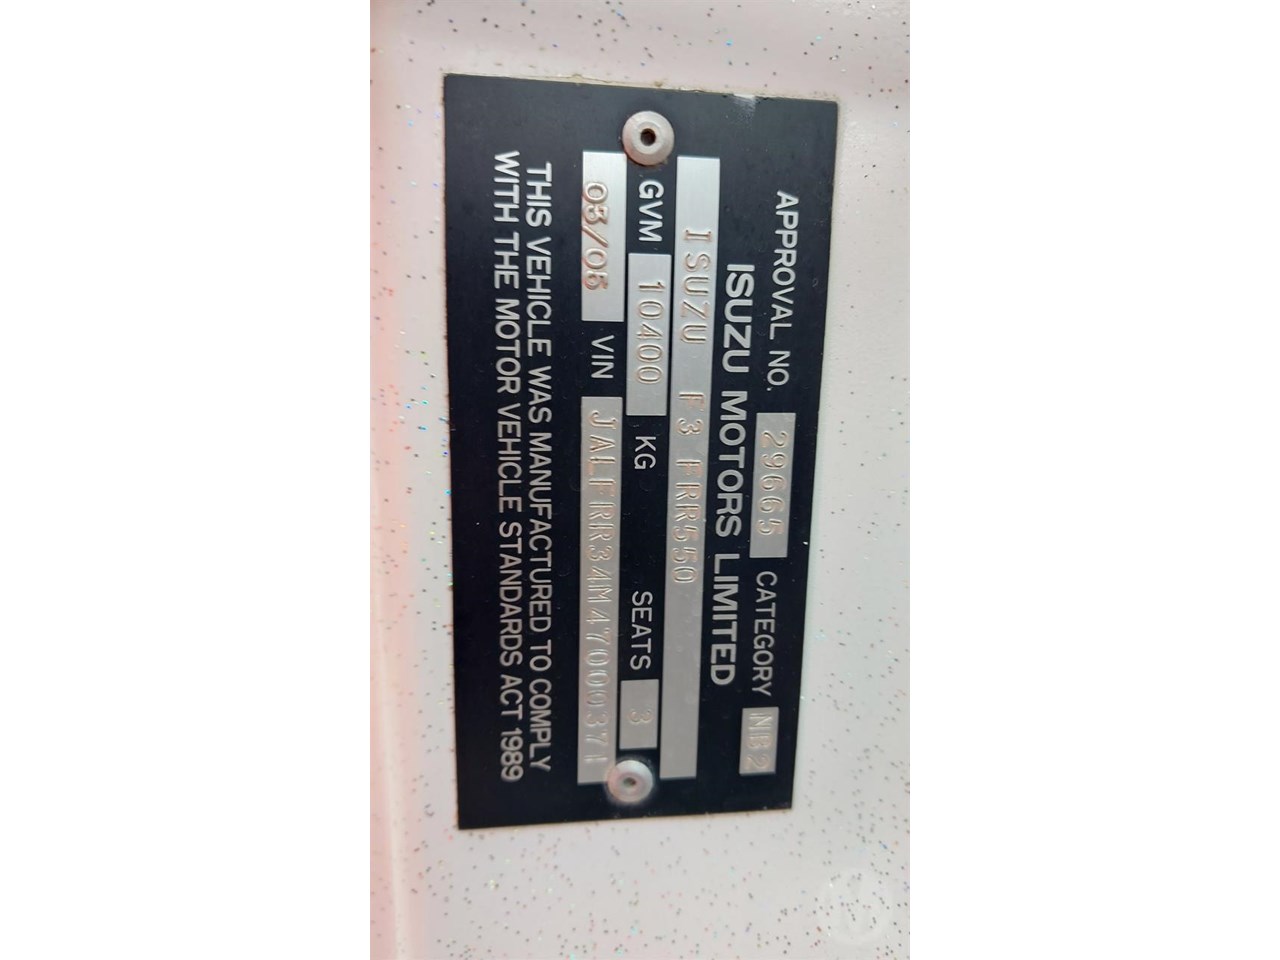 APPROVAL NO. 29665 CATEGORY NB2
ISUZU MOTORS LIMITED
ISUZU F3 FRR550
GVM 10400 KG SEATS 3
03/05 VIN JALFRR34M47000371
THIS VEHICLE WAS MANUFACTURED TO COMPLY
WITH THE MOTOR VEHICLE STANDARDS ACT 1989